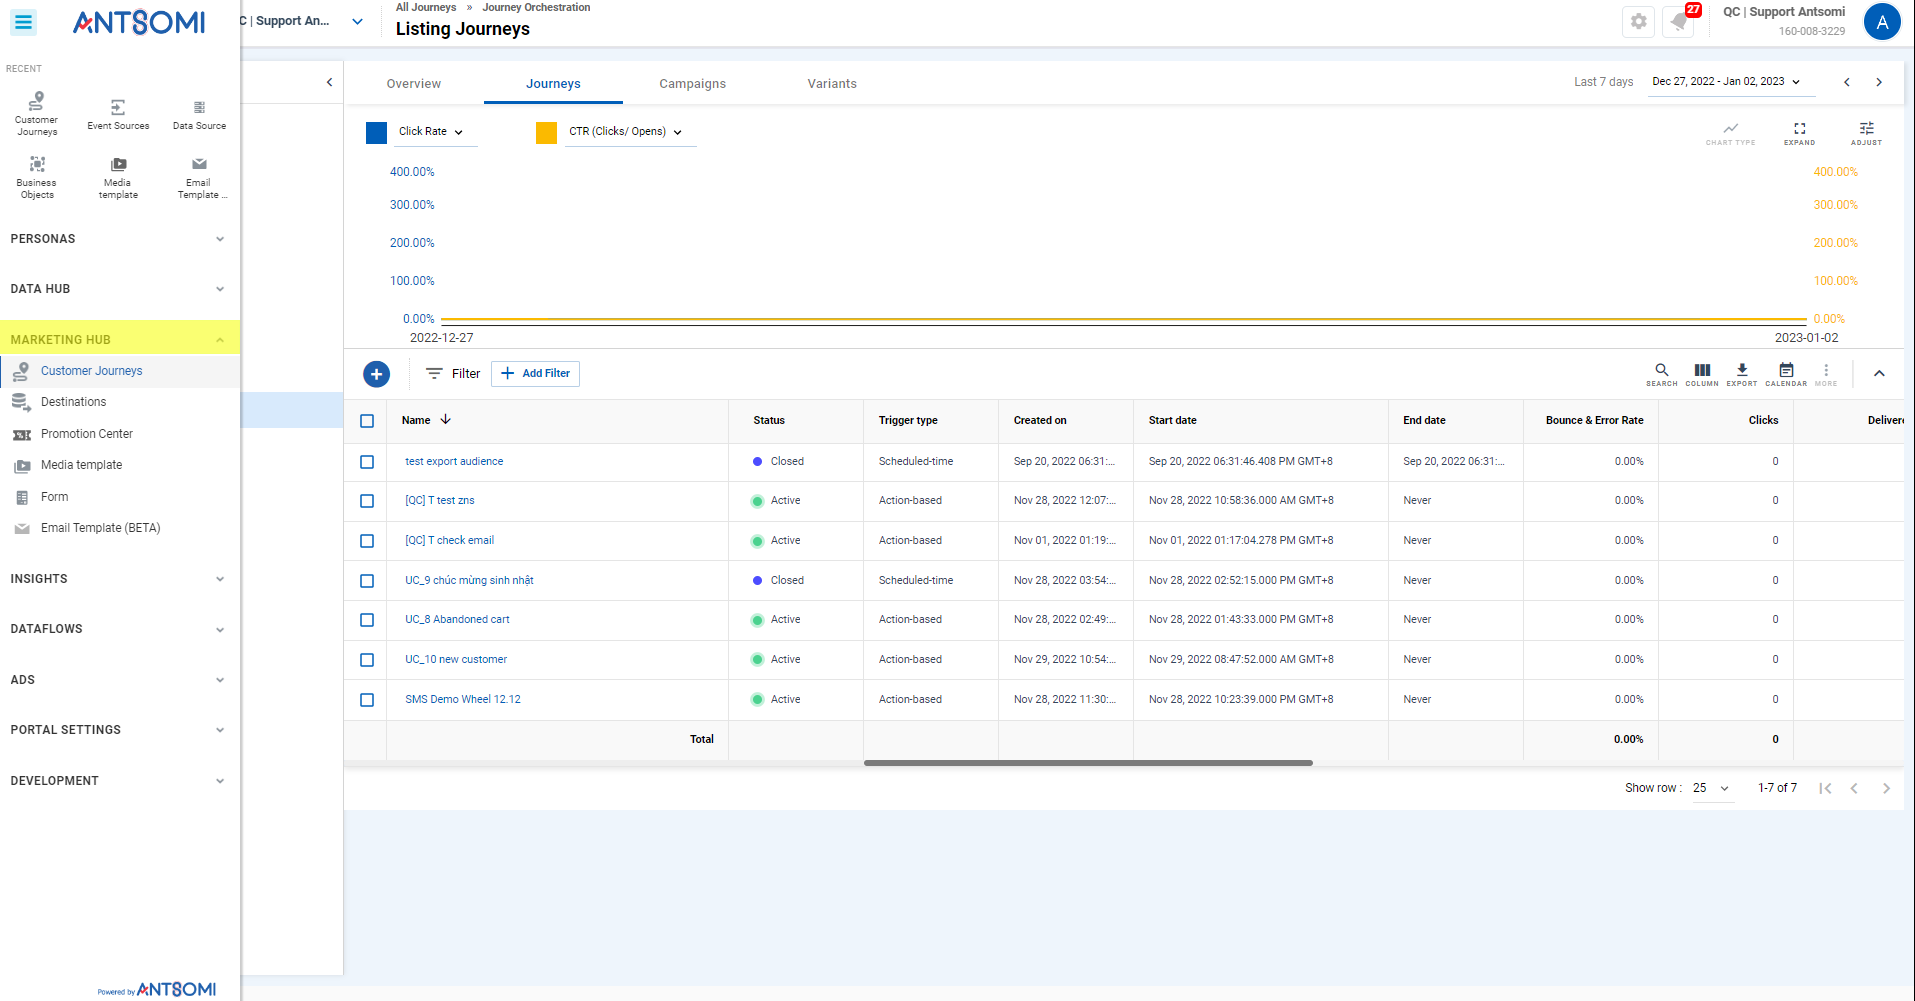 ANTSOMI
C | Support An...
All Journeys » Journey Orchestration
Listing Journeys
27
QC | Support Antsomi
160-008-3229
A
RECENT
Customer Journeys
Event Sources
Data Source
Business Objects
Media template
Email Template ...
PERSONAS
DATA HUB
MARKETING HUB
Customer Journeys
Destinations
Promotion Center
Media template
Form
Email Template (BETA)
INSIGHTS
DATAFLOWS
ADS
PORTAL SETTINGS
DEVELOPMENT
Powered by ANTSOMI
Overview Journeys Campaigns Variants
Last 7 days Dec 27, 2022 - Jan 02, 2023
Click Rate CTR (Clicks/ Opens)
CHART TYPE EXPAND ADJUST
400.00% 400.00%
300.00% 300.00%
200.00% 200.00%
100.00% 100.00%
0.00% 0.00%
2022-12-27 2023-01-02
Filter Add Filter
SEARCH COLUMN EXPORT CALENDAR MORE
Name Status Trigger type Created on Start date End date Bounce & Error Rate Clicks Delivere
test export audience Closed Scheduled-time Sep 20, 2022 06:31:... Sep 20, 2022 06:31:46.408 PM GMT+8 Sep 20, 2022 06:31:... 0.00% 0
[QC] T test zns Active Action-based Nov 28, 2022 12:07:... Nov 28, 2022 10:58:36.000 AM GMT+8 Never 0.00% 0
[QC] T check email Active Action-based Nov 01, 2022 01:19:... Nov 01, 2022 01:17:04.278 PM GMT+8 Never 0.00% 0
UC_9 chúc mừng sinh nhật Closed Scheduled-time Nov 28, 2022 03:54:... Nov 28, 2022 02:52:15.000 PM GMT+8 Never 0.00% 0
UC_8 Abandoned cart Active Action-based Nov 28, 2022 02:49:... Nov 28, 2022 01:43:33.000 PM GMT+8 Never 0.00% 0
UC_10 new customer Active Action-based Nov 29, 2022 10:54:... Nov 29, 2022 08:47:52.000 AM GMT+8 Never 0.00% 0
SMS Demo Wheel 12.12 Active Action-based Nov 28, 2022 11:30:... Nov 28, 2022 10:23:39.000 PM GMT+8 Never 0.00% 0
Total 0.00% 0
Show row : 25 1-7 of 7